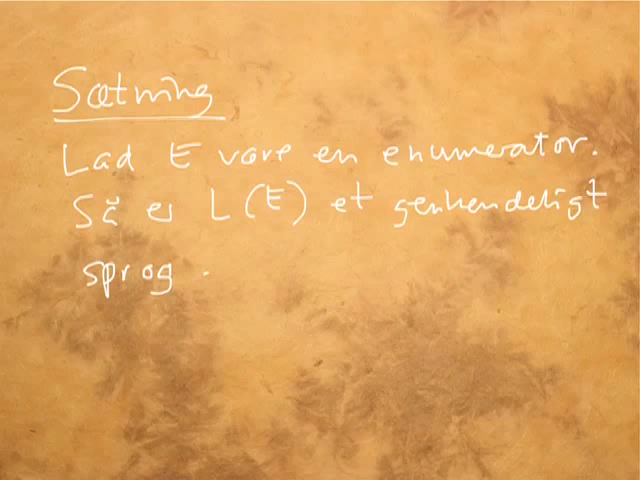 Sætning
Lad E være en enumerator.
Så er L(E) et genkendeligt
sprog.